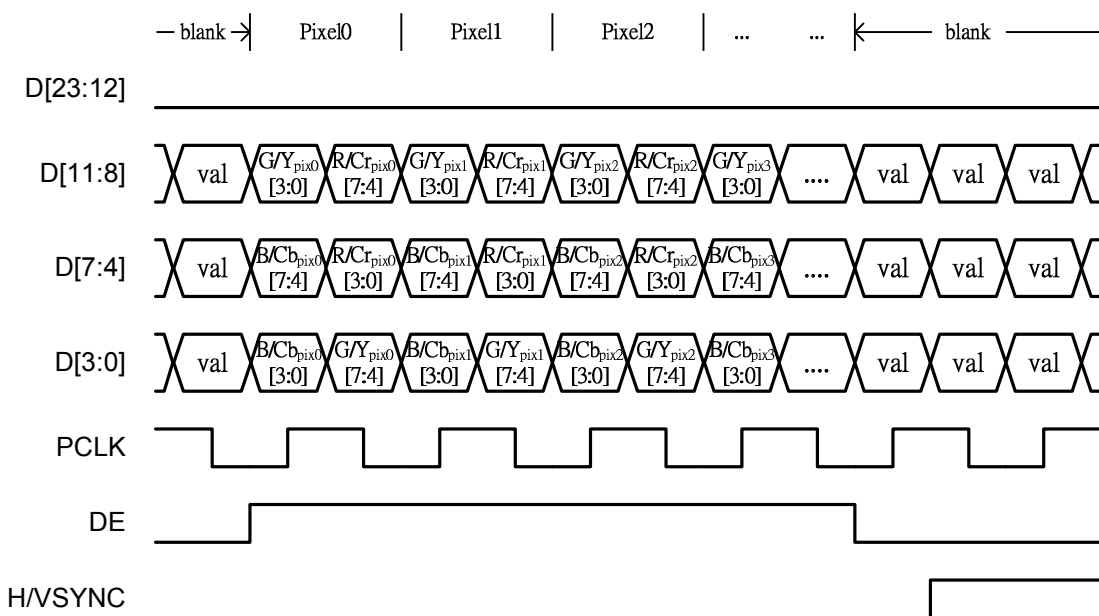 blank Pixel0 Pixel1 Pixel2 ... ... blank
D[23:12]
D[11:8] val G/Ypix0 [3:0] R/Crpix0 [7:4] G/Ypix1 [3:0] R/Crpix1 [7:4] G/Ypix2 [3:0] R/Crpix2 [7:4] G/Ypix3 [3:0] .... val val val
D[7:4] val B/Cbpix0 [7:4] R/Crpix0 [3:0] B/Cbpix1 [7:4] R/Crpix1 [3:0] B/Cbpix2 [7:4] R/Crpix2 [3:0] B/Cbpix3 [7:4] .... val val val
D[3:0] val B/Cbpix0 [3:0] G/Ypix0 [7:4] B/Cbpix1 [3:0] G/Ypix1 [7:4] B/Cbpix2 [3:0] G/Ypix2 [7:4] B/Cbpix3 [3:0] .... val val val
PCLK
DE
H/VSYNC